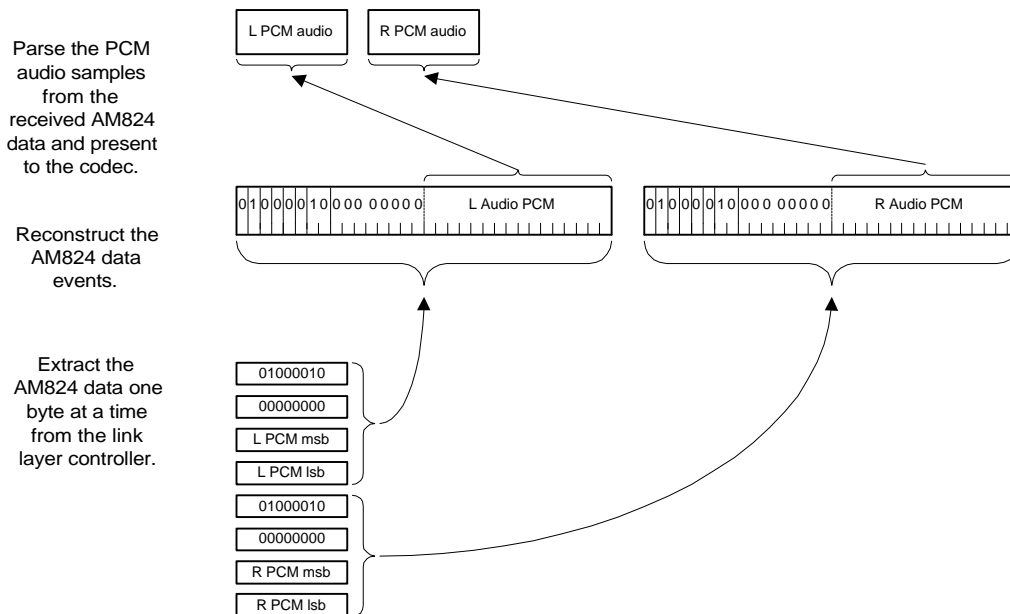 L PCM audio
R PCM audio
Parse the PCM
audio samples
from the
received AM824
data and present
to the codec.
0 1 0 0 0 0 1 0 0 0 0 0 0 0 0 0 L Audio PCM
0 1 0 0 0 0 1 0 0 0 0 0 0 0 0 0 R Audio PCM
Reconstruct the
AM824 data
events.
Extract the
AM824 data one
byte at a time
from the link
layer controller.
01000010
00000000
L PCM msb
L PCM lsb
01000010
00000000
R PCM msb
R PCM lsb